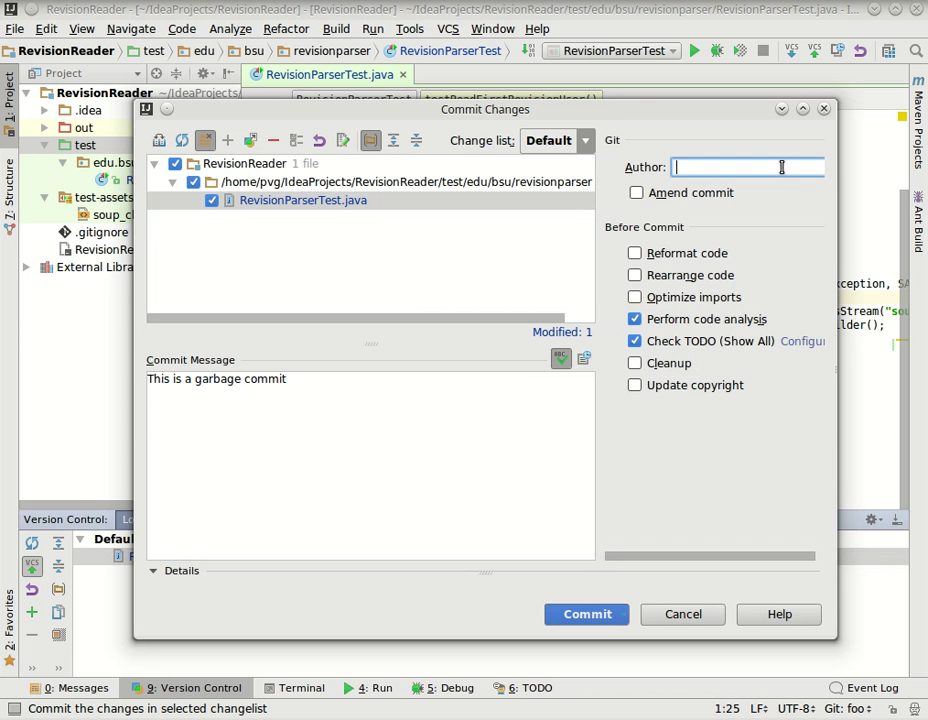 RevisionReader - [~/IdeaProjects/RevisionReader] - [RevisionReader] - ~/IdeaProjects/RevisionReader/test/edu/bsu/revisionparser/RevisionParserTest.java - I...
File Edit View Navigate Code Analyze Refactor Build Run Tools VCS Window Help
RevisionReader test edu bsu revisionparser RevisionParserTest RevisionParserTest
1: Project
7: Structure
2: Favorites
Project
RevisionParserTest.java
RevisionReader ~/IdeaProjects/
.idea
out
test
edu.bsu
R
test-assets
soup_cl
.gitignore
RevisionRe
External Libra
Commit Changes
Change list: Default
RevisionReader 1 file
/home/pvg/IdeaProjects/RevisionReader/test/edu/bsu/revisionparser
RevisionParserTest.java
Modified: 1
Commit Message
This is a garbage commit
Details
Git
Author:
Amend commit
Before Commit
Reformat code
Rearrange code
Optimize imports
Perform code analysis
Check TODO (Show All) Configur
Cleanup
Update copyright
Commit Cancel Help
xception, SA
sStream("sou
ilder();
Maven Projects
Ant Build
Version Control: Lo
Defaul
0: Messages 9: Version Control Terminal 4: Run 5: Debug 6: TODO Event Log
Commit the changes in selected changelist 1:25 LF÷ UTF-8÷ Git: foo÷